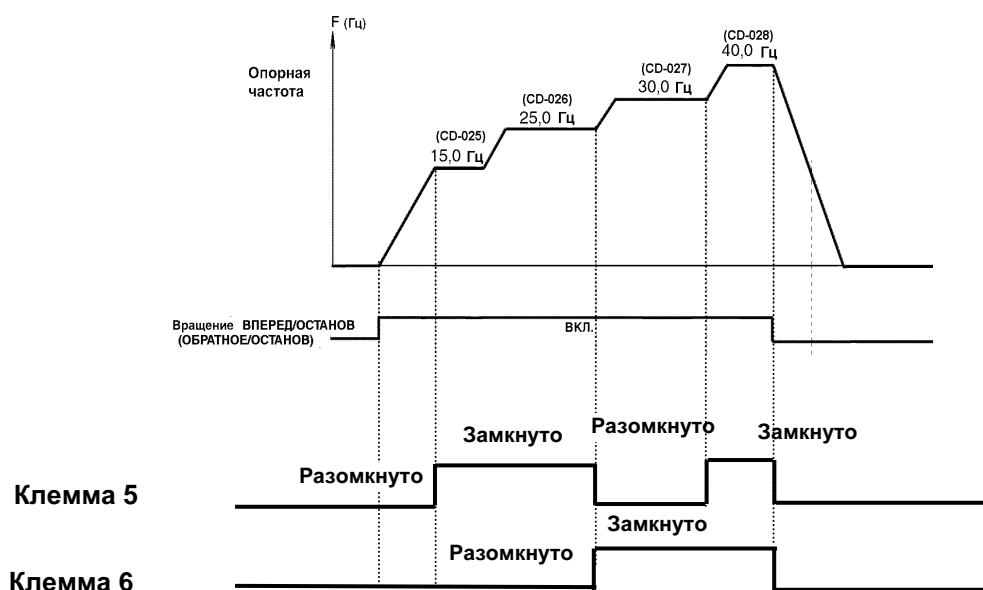 F (Гц)
Опорная
частота
(CD-025)
15,0 Гц
(CD-026)
25,0 Гц
(CD-027)
30,0 Гц
(CD-028)
40,0 Гц
Вращение ВПЕРЕД/ОСТАНОВ
(ОБРАТНОЕ/ОСТАНОВ)
ВКЛ.
Клемма 5
Разомкнуто
Замкнуто
Разомкнуто
Замкнуто
Клемма 6
Разомкнуто
Замкнуто